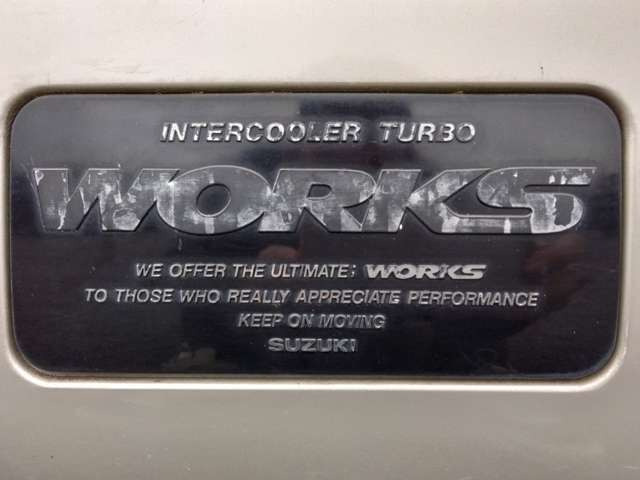 INTERCOOLER TURBO
WORKS
WE OFFER THE ULTIMATE; WORKS
TO THOSE WHO REALLY APPRECIATE PERFORMANCE
KEEP ON MOVING
SUZUKI